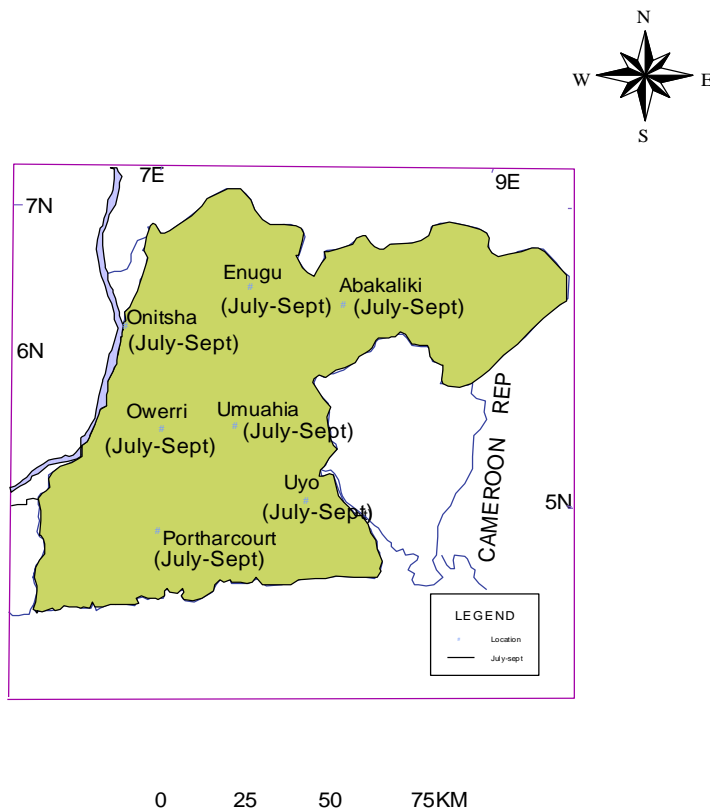 N
W E
S
7E 9E
7N
Enugu
(July-Sept)
Abakaliki
(July-Sept)
Onitsha
(July-Sept)
6N
Owerri
(July-Sept)
Umuahia
(July-Sept)
CAMEROON REP
Uyo
(July-Sept)
5N
Portharcourt
(July-Sept)
LEGEND
Location
July-sept
0 25 50 75KM